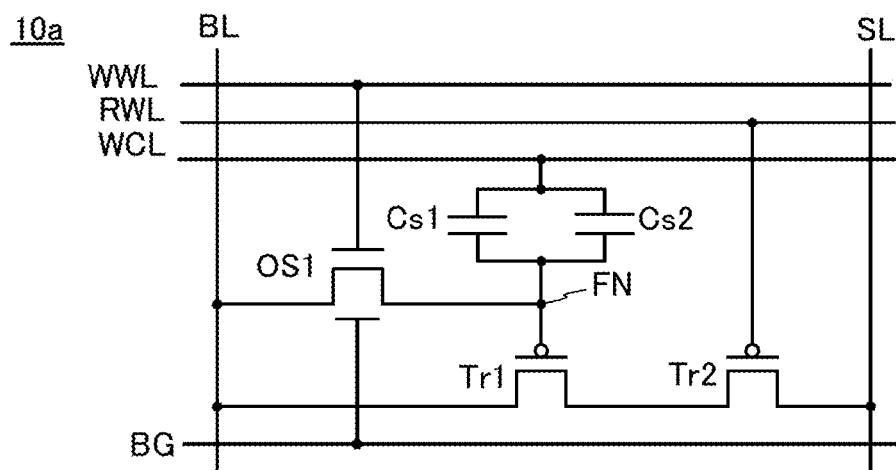 10a
BL
SL
WWL
RWL
WCL
Cs1
Cs2
OS1
FN
Tr1
Tr2
BG